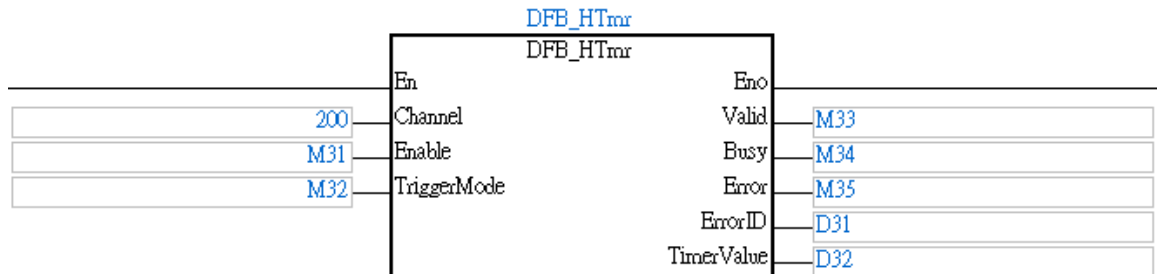 DFB_HTmr
DFB_HTmr
En Eno
200 Channel Valid M33
M31 Enable Busy M34
M32 TriggerMode Error M35
ErrorID D31
TimerValue D32